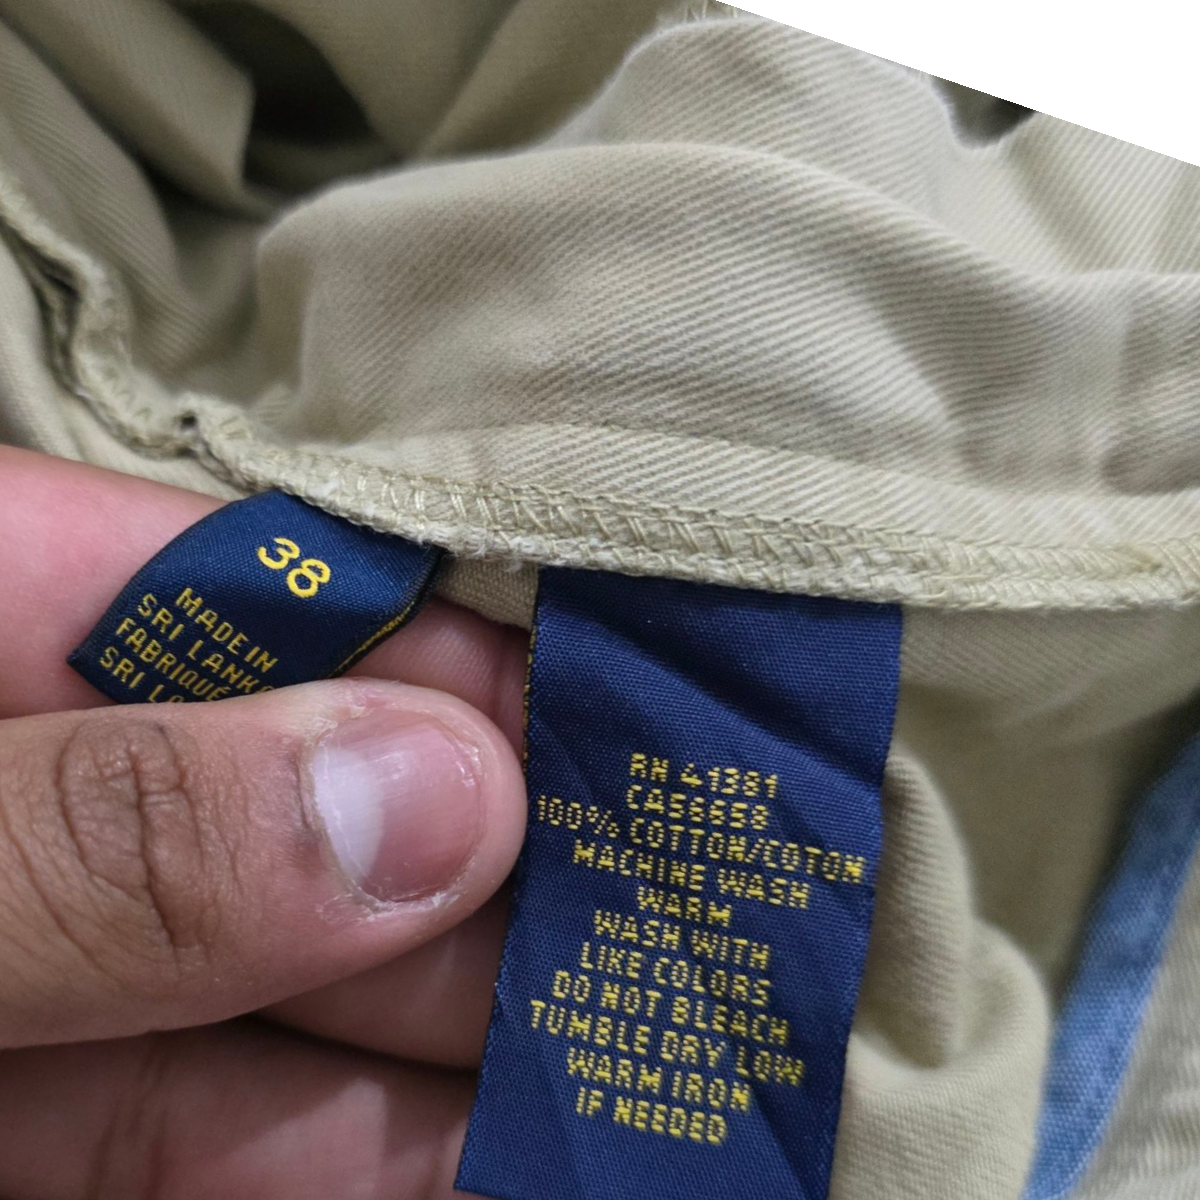 38
MADE IN
SRI LANKA
FABRIQUÉ
SRI
RN 41381
CA56658
100% COTTON/COTON
MACHINE WASH
WARM
WASH WITH
LIKE COLORS
DO NOT BLEACH
TUMBLE DRY LOW
WARM IRON
IF NEEDED